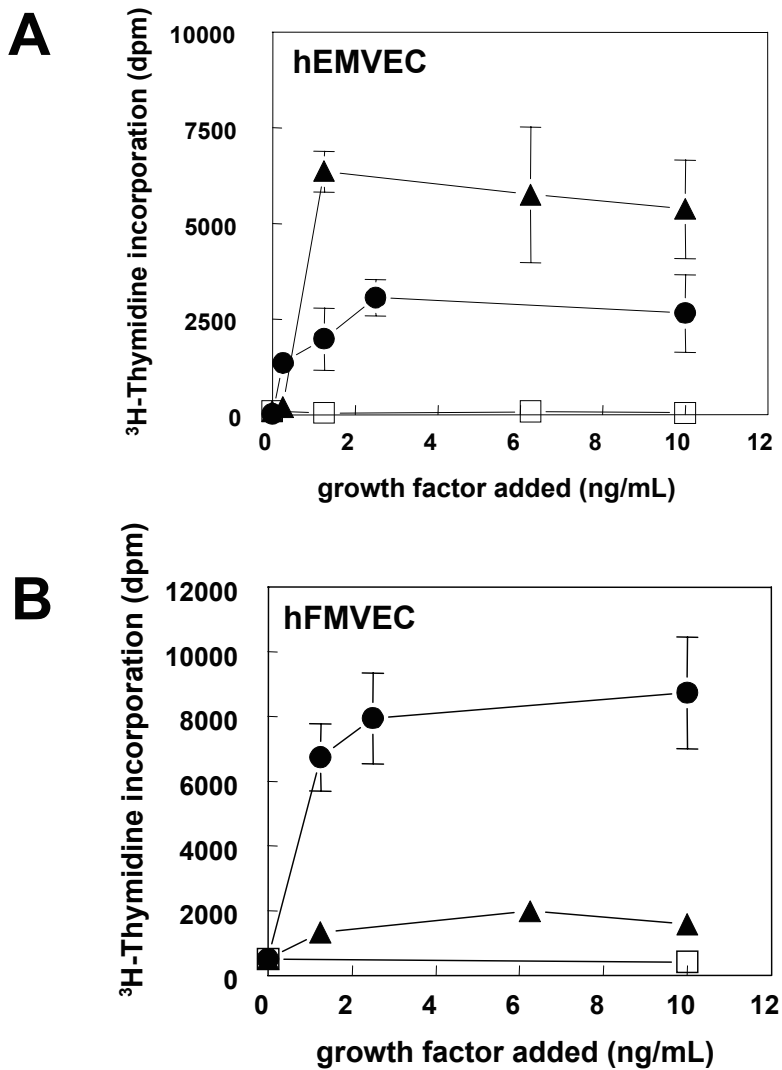 A
hEMVEC
³H-Thymidine incorporation (dpm)
10000
7500
5000
2500
0
0 2 4 6 8 10 12
growth factor added (ng/mL)
B
hFMVEC
³H-Thymidine incorporation (dpm)
12000
10000
8000
6000
4000
2000
0
0 2 4 6 8 10 12
growth factor added (ng/mL)